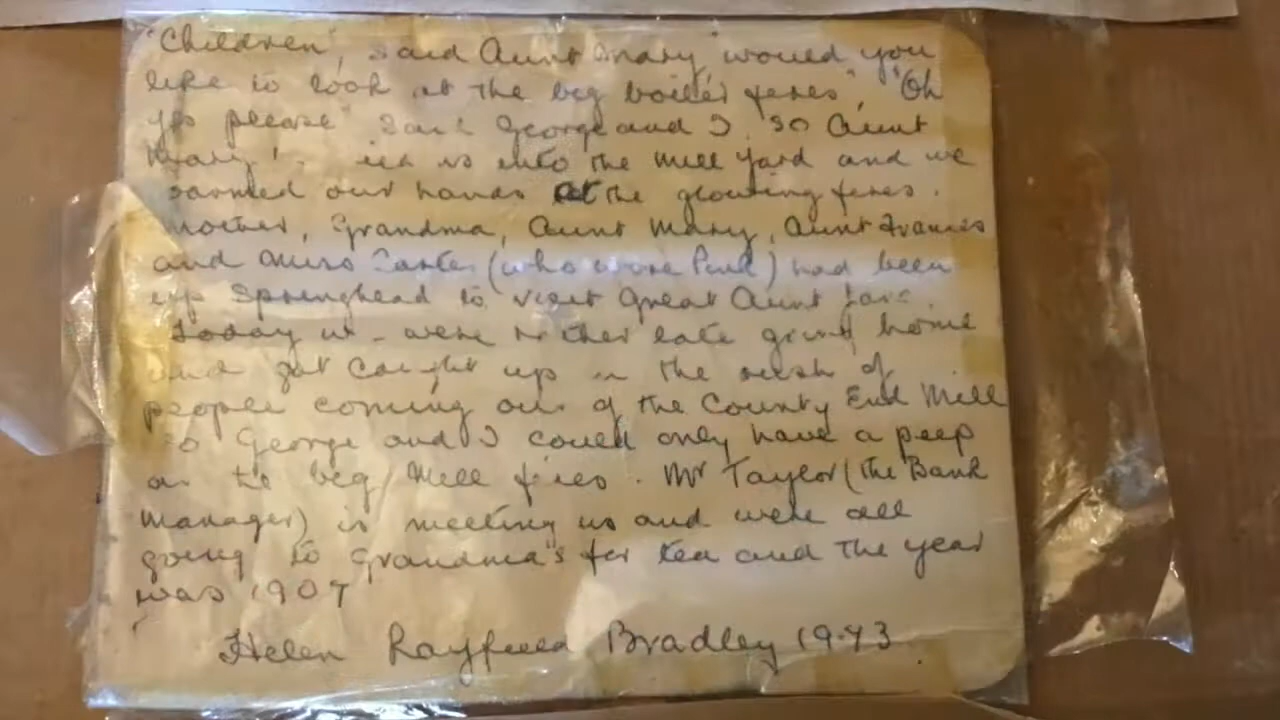 "Children", said Aunt Mary, "would you
like to look at the big boiler fires", "Oh
yes please" said George and I. So Aunt
Mary led us into the mill yard and we
warmed our hands at the glowing fires.
Mother, Grandma, Aunt Mary, Aunt Frances
and Miss Carter (who wore Pink) had been
up Springhead to visit Great Aunt Jane.
Today we were rather late going home
and got caught up in the rush of
people coming out of the County End Mill
so George and I could only have a peep
at the big Mill fires. Mr Taylor (the Bank
Manager) is meeting us and were all
going to Grandma's for tea and the year
was 1907
Helen Layfield Bradley 1973